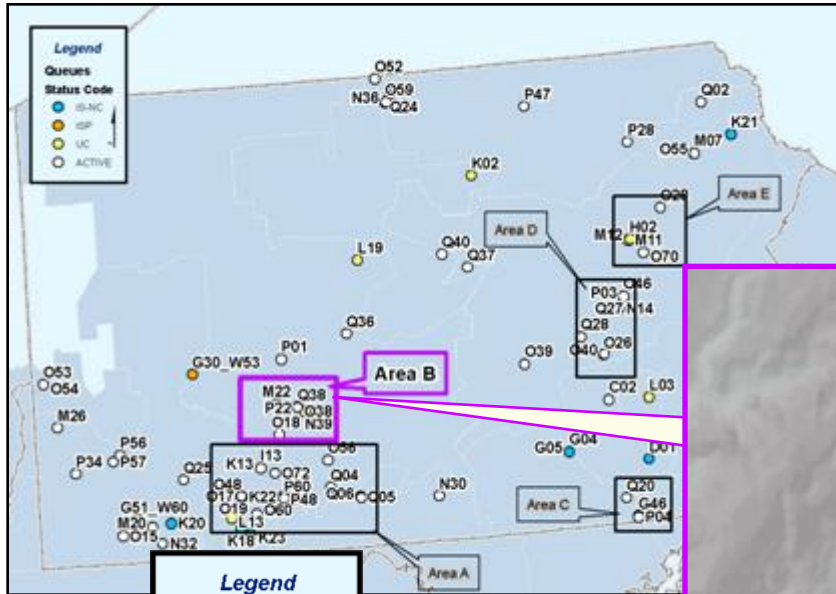 Legend
Queues
Status Code
IS-NC
ISP
UC
ACTIVE
O52
O59
N36
Q24
P47
Q02
K21
P28
O55
M07
K02
Area E
O28
H02
M12
M11
O70
Area D
L19
Q40
Q37
O46
P03
Q27
N14
Q36
Q28
O40
O26
P01
O39
G30_W53
Area B
O53
O54
M22
Q38
P22
O38
O18
N39
C02
L03
M26
G04
G05
D01
P56
P57
P34
I13
K13
O56
O72
Q25
O48
Q04
P60
O17
K22
P48
Q06
Q05
N30
Q20
Area C
G46
P04
G51_W60
O19
O60
M20
K20
L13
O15
N32
K18
K23
Area A
Legend